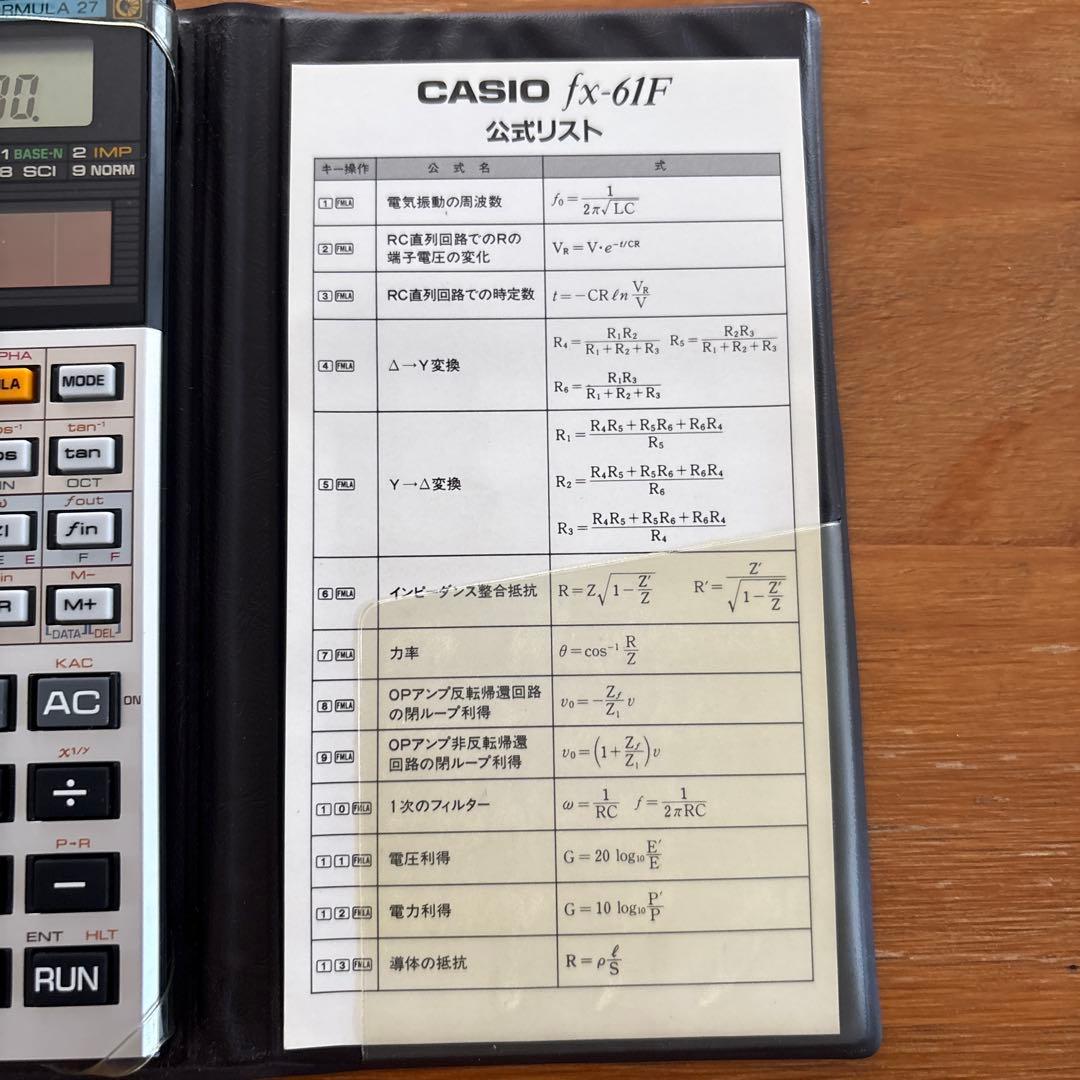 RMULA 27
30.
1 BASE-N 2 IMP
8 SCI 9 NORM
PHA
LA MODE
os⁻¹ tan⁻¹
os tan
IN OCT
ω fout
fin
E E F F
in M-
R M+
DATA DEL
KAC
AC ON
x^1/y
÷
P→R
−
ENT HLT
RUN
CASIO fx-61F
公式リスト
キー操作 公式名 式
1 FMLA 電気振動の周波数 f₀=1/(2π√LC)
2 FMLA RC直列回路でのRの
端子電圧の変化 V_R=V・e^(-t/CR)
3 FMLA RC直列回路での時定数 t=−CR ℓn V_R/V
4 FMLA △→Y変換 R₄=R₁R₂/(R₁+R₂+R₃) R₅=R₂R₃/(R₁+R₂+R₃)
R₆=R₁R₃/(R₁+R₂+R₃)
5 FMLA Y→△変換 R₁=(R₄R₅+R₅R₆+R₆R₄)/R₅
R₂=(R₄R₅+R₅R₆+R₆R₄)/R₆
R₃=(R₄R₅+R₅R₆+R₆R₄)/R₄
6 FMLA インピーダンス整合抵抗 R=Z√(1−Z′/Z) R′=Z′/√(1−Z′/Z)
7 FMLA 力率 θ=cos⁻¹ R/Z
8 FMLA OPアンプ反転帰還回路
の閉ループ利得 v₀=−(Z_f/Z₁)v
9 FMLA OPアンプ非反転帰還
回路の閉ループ利得 v₀=(1+Z_f/Z₁)v
1 0 FMLA 1次のフィルター ω=1/RC f=1/(2πRC)
1 1 FMLA 電圧利得 G=20 log₁₀ E′/E
1 2 FMLA 電力利得 G=10 log₁₀ P′/P
1 3 FMLA 導体の抵抗 R=ρ ℓ/S